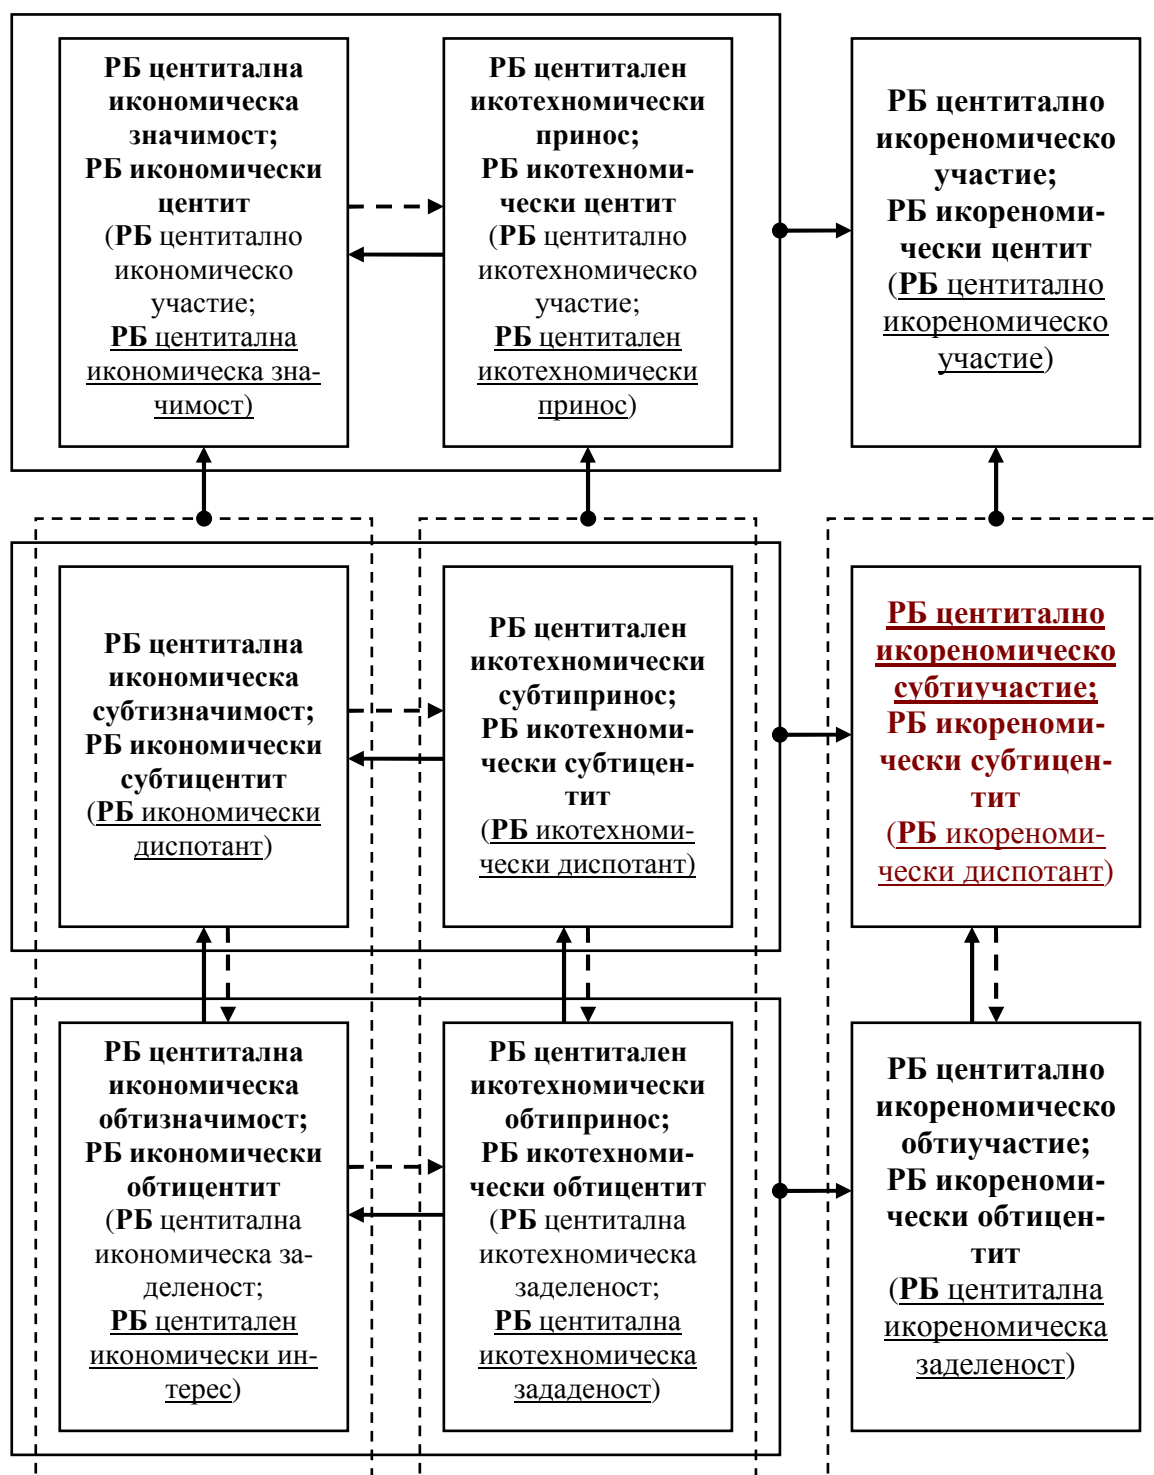 РБ центитална
икономическа
значимост;
РБ икономически
центит
(РБ центитално
икономическо
участие;
РБ центитална
икономическа зна-
чимост)
РБ центитален
икотехномически
принос;
РБ икотехноми-
чески центит
(РБ центитално
икотехномическо
участие;
РБ центитален
икотехномически
принос)
РБ центитално
икореномическо
участие;
РБ икореноми-
чески центит
(РБ центитално
икореномическо
участие)
РБ центитална
икономическа
субтизначимост;
РБ икономически
субтицентит
(РБ икономически
диспотант)
РБ центитален
икотехномически
субтипринос;
РБ икотехноми-
чески субтицен-
тит
(РБ икотехноми-
чески диспотант)
РБ центитално
икореномическо
субтиучастие;
РБ икореноми-
чески субтицен-
тит
(РБ икореноми-
чески диспотант)
РБ центитална
икономическа
обтизначимост;
РБ икономически
обтицентит
(РБ центитална
икономическа за-
деленост;
РБ центитален
икономически ин-
терес)
РБ центитален
икотехномически
обтипринос;
РБ икотехноми-
чески обтицентит
(РБ центитална
икотехномическа
заделеност;
РБ центитална
икотехномическа
зададеност)
РБ центитално
икореномическо
обтиучастие;
РБ икореноми-
чески обтицен-
тит
(РБ центитална
икореномическа
заделеност)